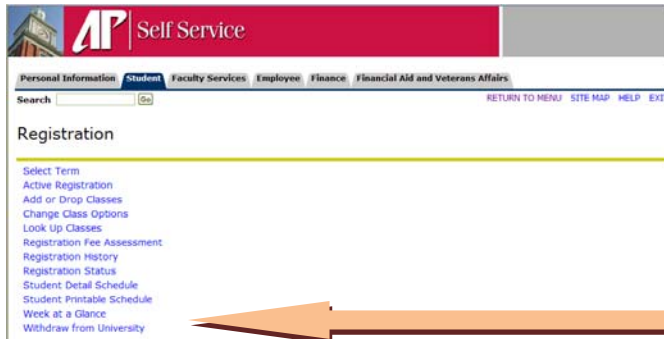 AP Self Service
Personal Information Student Faculty Services Employee Finance Financial Aid and Veterans Affairs
Search Go RETURN TO MENU SITE MAP HELP EXI
Registration
Select Term
Active Registration
Add or Drop Classes
Change Class Options
Look Up Classes
Registration Fee Assessment
Registration History
Registration Status
Student Detail Schedule
Student Printable Schedule
Week at a Glance
Withdraw from University